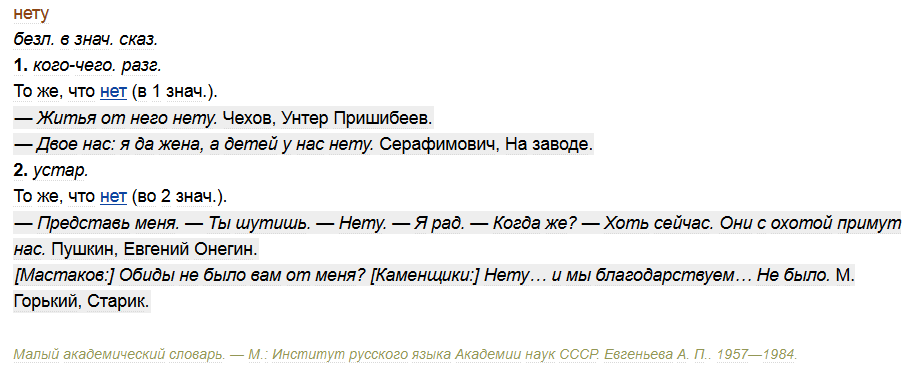 нету
безл. в знач. сказ.
1. кого-чего. разг.
То же, что нет (в 1 знач.).
— Житья от него нету. Чехов, Унтер Пришибеев.
— Двое нас: я да жена, а детей у нас нету. Серафимович, На заводе.
2. устар.
То же, что нет (во 2 знач.).
— Представь меня. — Ты шутишь. — Нету. — Я рад. — Когда же? — Хоть сейчас. Они с охотой примут
нас. Пушкин, Евгений Онегин.
[Мастаков:] Обиды не было вам от меня? [Каменщики:] Нету… и мы благодарствуем… Не было. М.
Горький, Старик.
Малый академический словарь. — М.: Институт русского языка Академии наук СССР. Евгеньева А. П.. 1957—1984.